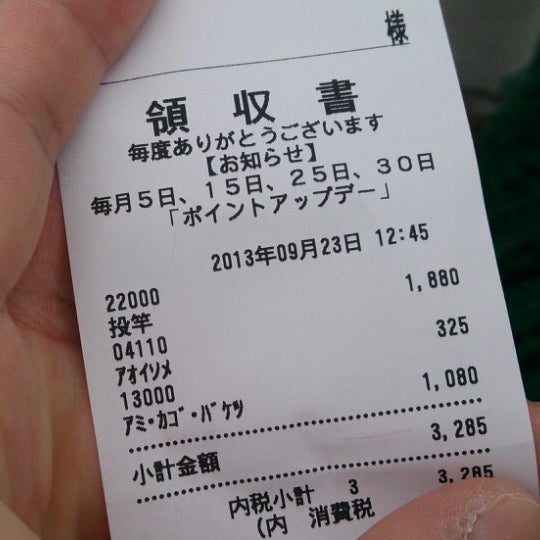 様
領収書
毎度ありがとうございます
【お知らせ】
毎月5日、15日、25日、30日
「ポイントアップデー」
2013年09月23日 12:45
22000 1,880
投竿
04110 325
ｱｵｲｿﾒ
13000 1,080
ｱﾐ･ｶｺﾞ･ﾊﾞｹﾂ
小計金額 3,285
内税小計 3 3,285
(内 消費税